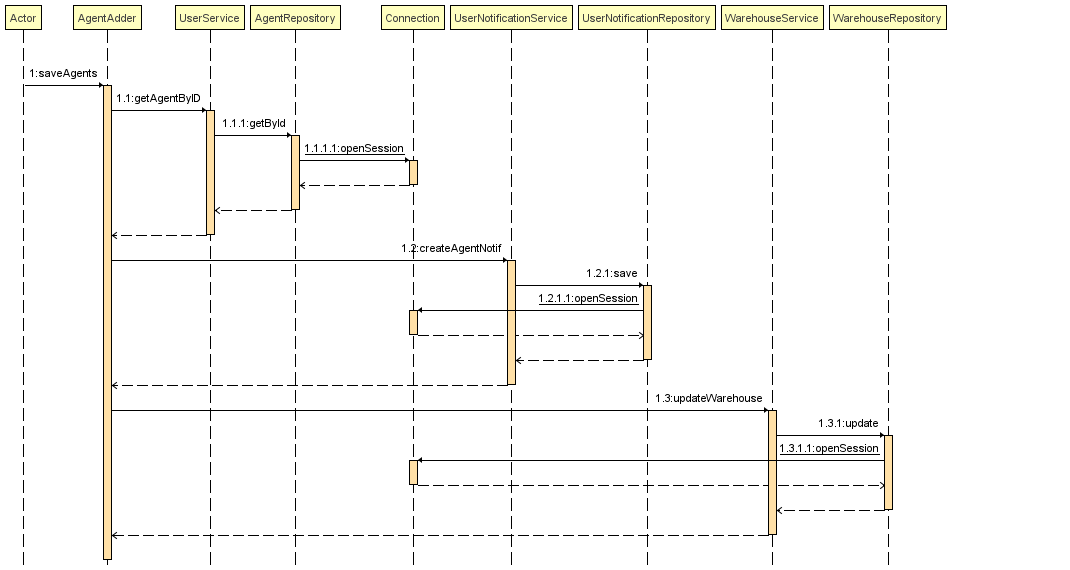 Actor AgentAdder UserService AgentRepository Connection UserNotificationService UserNotificationRepository WarehouseService WarehouseRepository
1:saveAgents
1.1:getAgentByID
1.1.1:getById
1.1.1.1:openSession
1.2:createAgentNotif
1.2.1:save
1.2.1.1:openSession
1.3:updateWarehouse
1.3.1:update
1.3.1.1:openSession